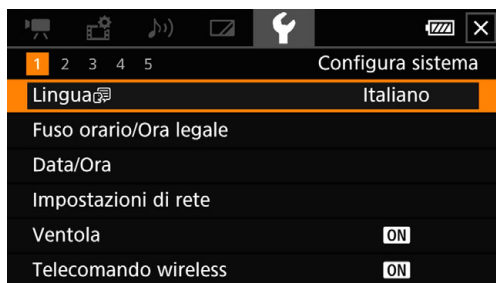 1 2 3 4 5 Configura sistema
Lingua Italiano
Fuso orario/Ora legale
Data/Ora
Impostazioni di rete
Ventola ON
Telecomando wireless ON